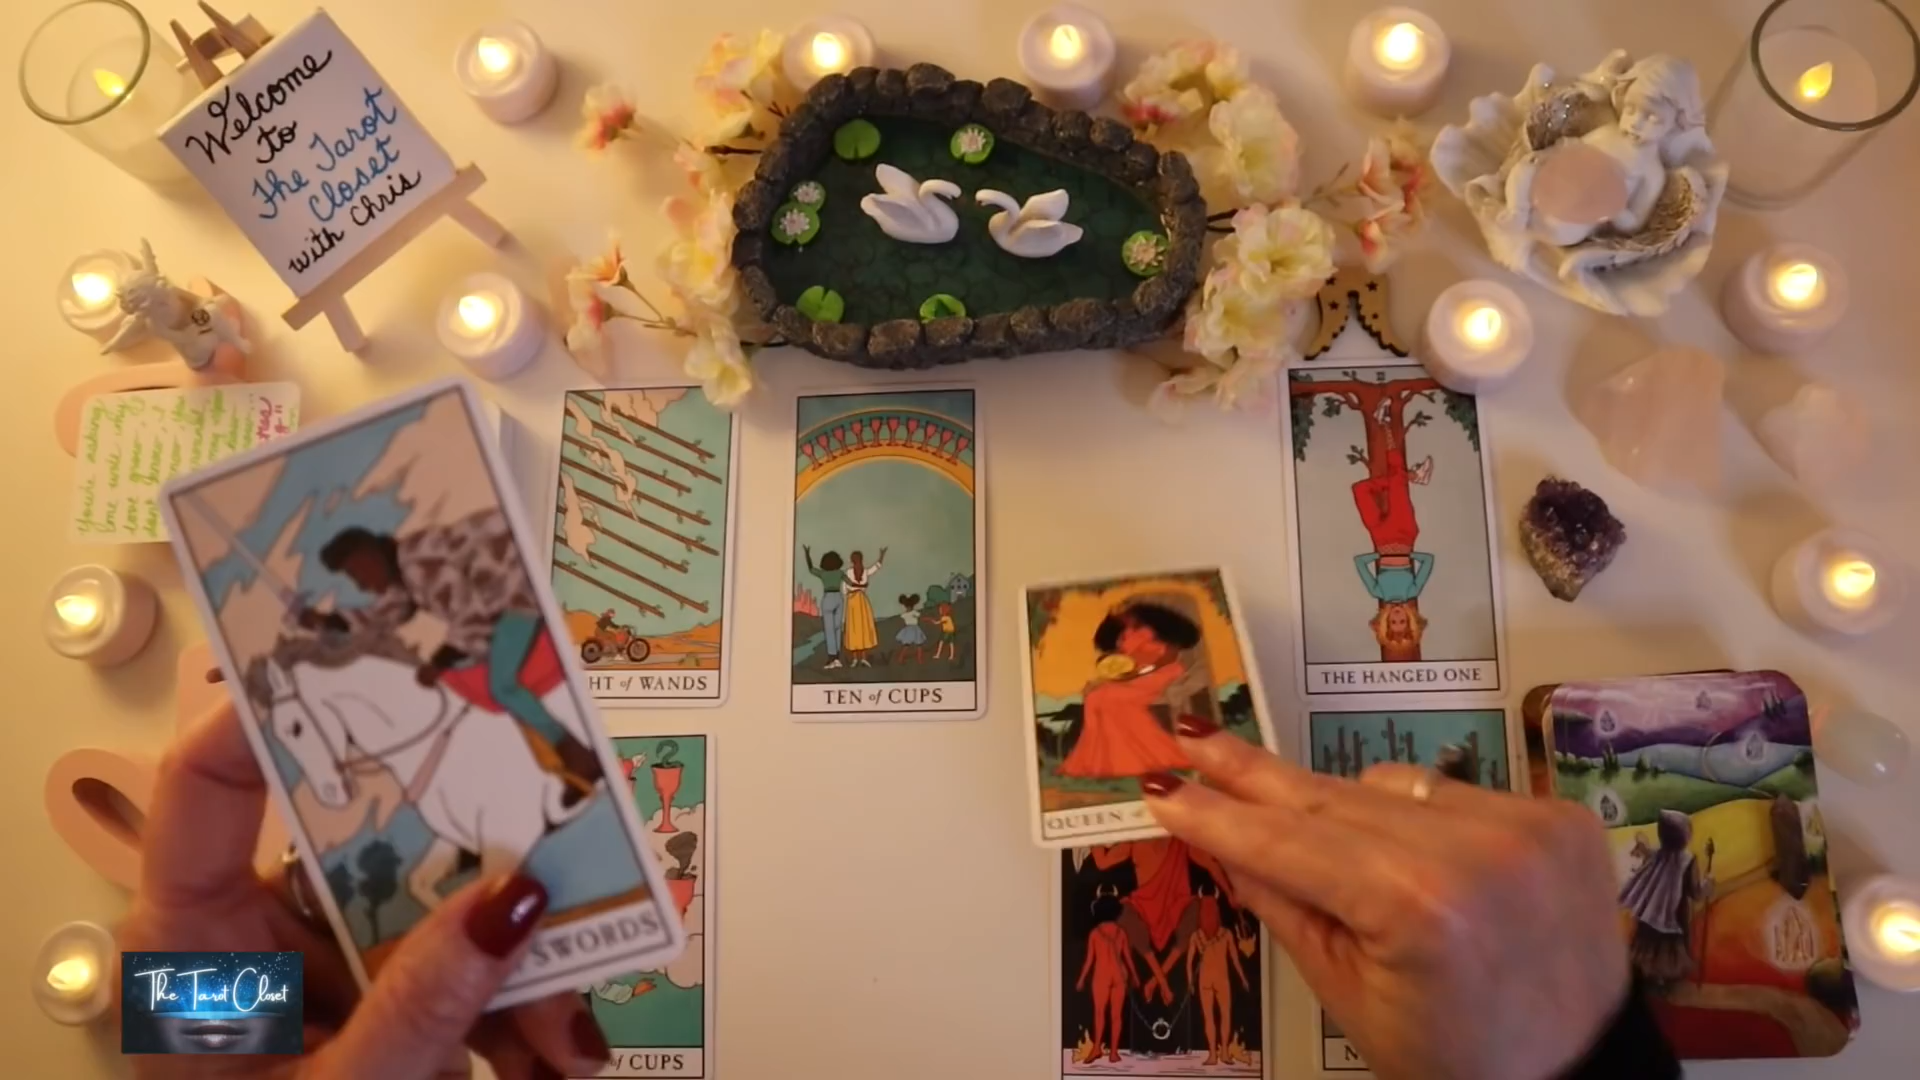 Welcome
to
The Tarot
Closet
with Chris
HT of WANDS
TEN of CUPS
THE HANGED ONE
QUEEN
SWORDS
of CUPS
N
The Tarot Closet